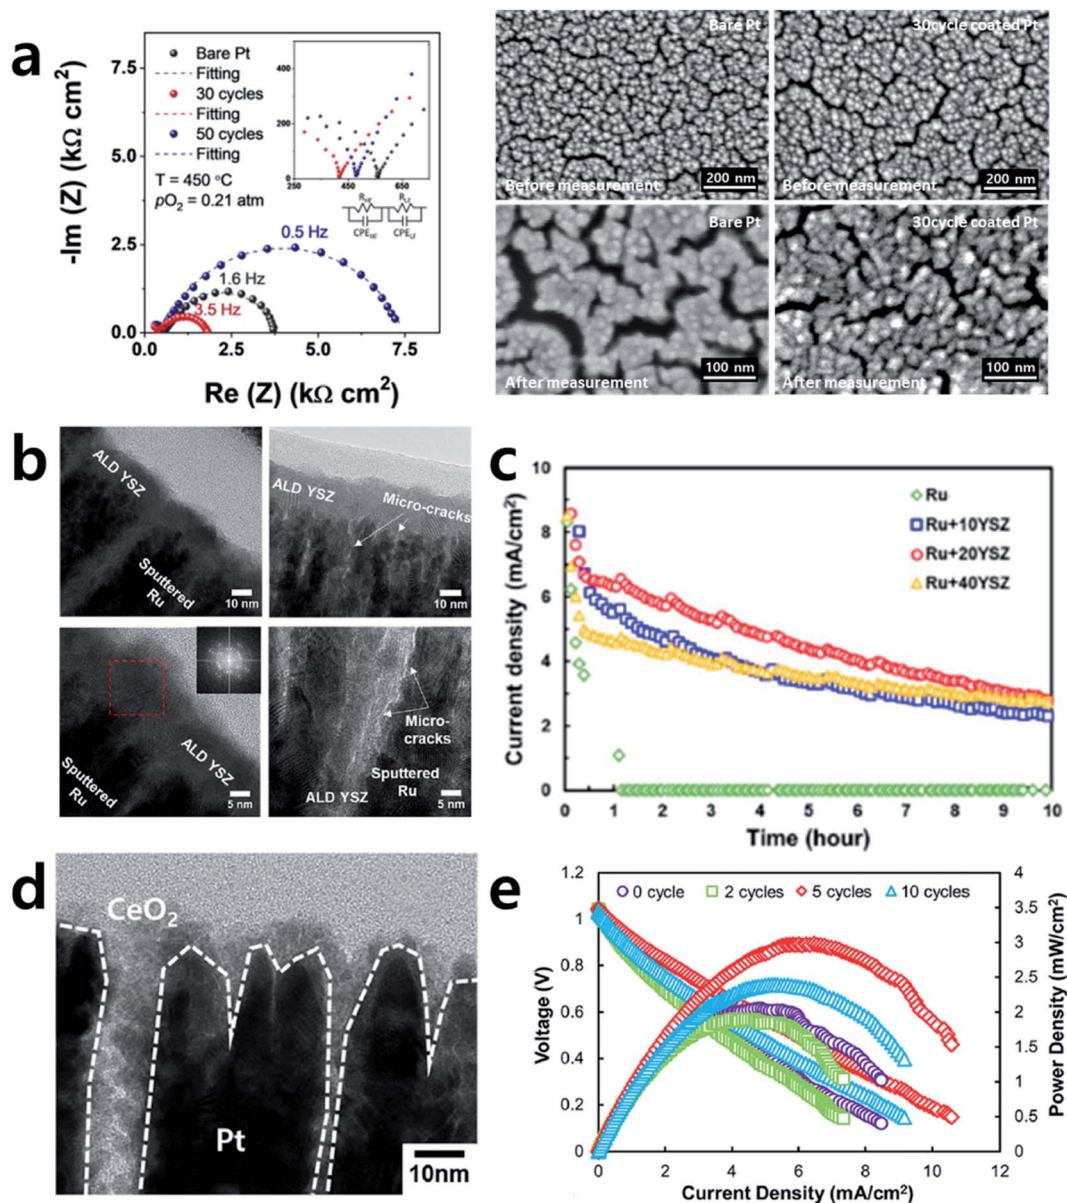 a
7.5
5.0
2.5
0.0
0.0
2.5
5.0
7.5
-Im (Z) (kΩ cm²)
Re (Z) (kΩ cm²)
Bare Pt
Fitting
30 cycles
Fitting
50 cycles
Fitting
T = 450 °C
pO₂ = 0.21 atm
400
200
0
250
450
650
CPE_HF
CPE_LF
0.5 Hz
1.6 Hz
3.5 Hz
Bare Pt
200 nm
Before measurement
30cycle coated Pt
200 nm
Before measurement
Bare Pt
100 nm
After measurement
30cycle coated Pt
100 nm
After measurement
b
ALD YSZ
Sputtered
Ru
10 nm
ALD YSZ
Micro-cracks
10 nm
Sputtered
Ru
ALD YSZ
5 nm
Micro-
cracks
Sputtered
Ru
ALD YSZ
5 nm
c
10
8
6
4
2
0
Current density (mA/cm²)
Ru
Ru+10YSZ
Ru+20YSZ
Ru+40YSZ
0 1 2 3 4 5 6 7 8 9 10
Time (hour)
d
CeO₂
Pt
10nm
e
1.2
1
0.8
0.6
0.4
0.2
0
Voltage (V)
0 cycle
2 cycles
5 cycles
10 cycles
4
3.5
3
2.5
2
1.5
1
0.5
0
Power Density (mW/cm²)
0 2 4 6 8 10 12
Current Density (mA/cm²)